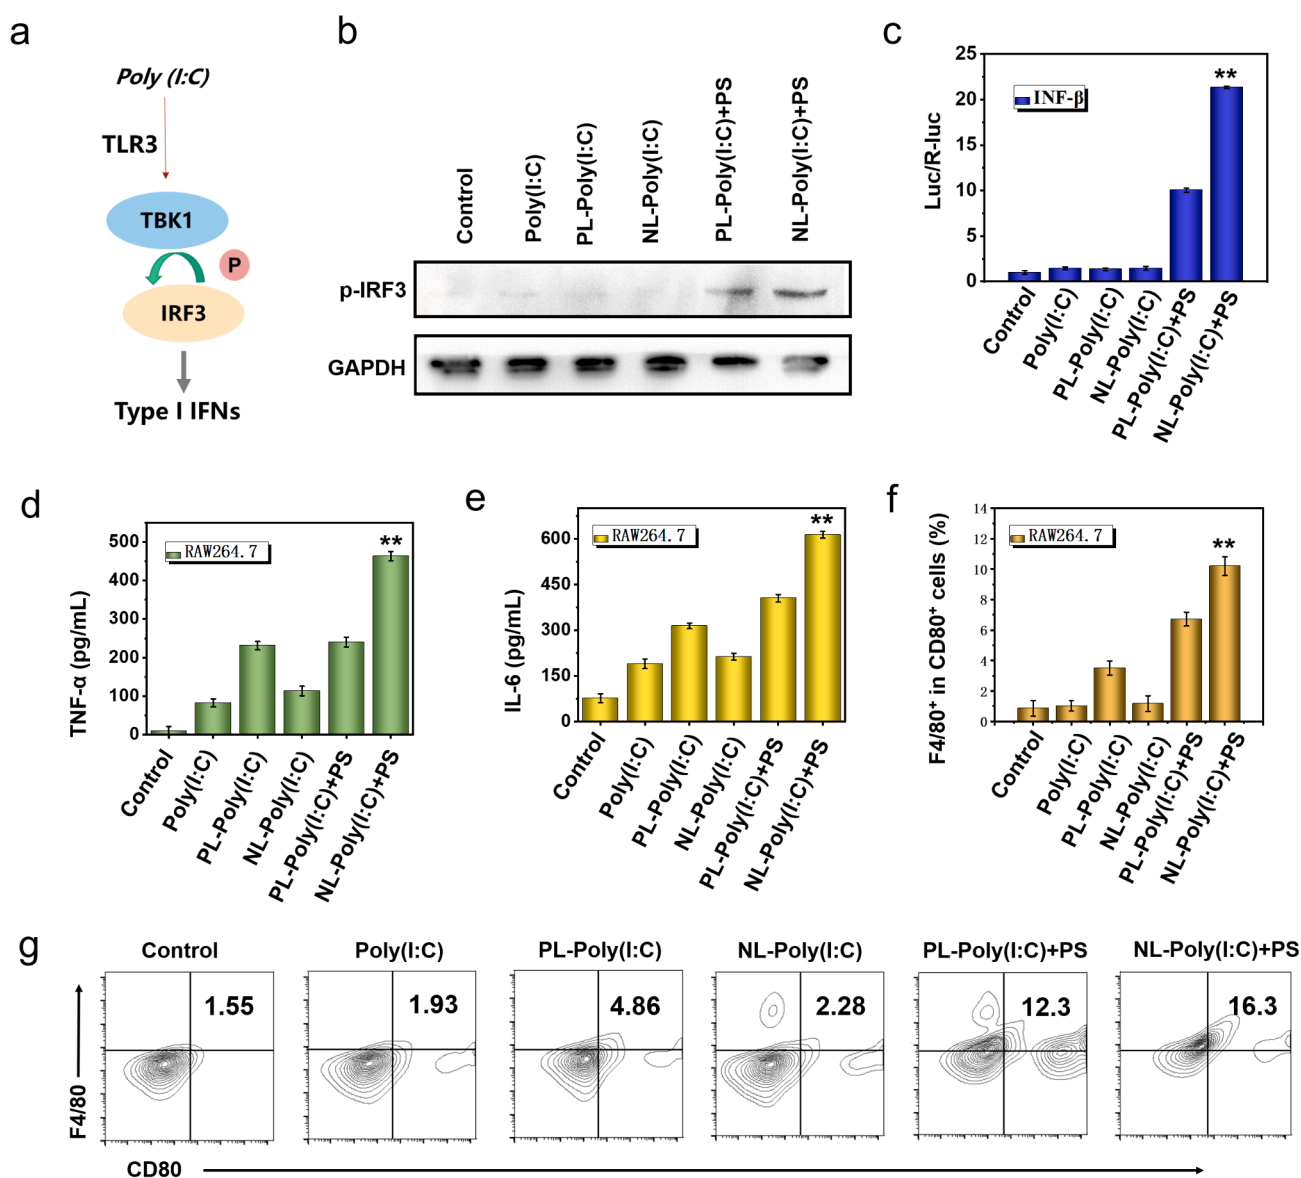 a
Poly (I:C)
TLR3
TBK1
P
IRF3
Type I IFNs
b
Control
Poly(I:C)
PL-Poly(I:C)
NL-Poly(I:C)
PL-Poly(I:C)+PS
NL-Poly(I:C)+PS
p-IRF3
GAPDH
c
25
20
15
10
5
0
Luc/R-luc
INF-β
**
Control
Poly(I:C)
PL-Poly(I:C)
NL-Poly(I:C)
PL-Poly(I:C)+PS
NL-Poly(I:C)+PS
d
500
400
300
200
100
0
TNF-α (pg/mL)
RAW264.7
**
Control
Poly(I:C)
PL-Poly(I:C)
NL-Poly(I:C)
PL-Poly(I:C)+PS
NL-Poly(I:C)+PS
e
600
450
300
150
0
IL-6 (pg/mL)
RAW264.7
**
Control
Poly(I:C)
PL-Poly(I:C)
NL-Poly(I:C)
PL-Poly(I:C)+PS
NL-Poly(I:C)+PS
f
14
12
10
8
6
4
2
0
F4/80⁺ in CD80⁺ cells (%)
RAW264.7
**
Control
Poly(I:C)
PL-Poly(I:C)
NL-Poly(I:C)
PL-Poly(I:C)+PS
NL-Poly(I:C)+PS
g
Control
Poly(I:C)
PL-Poly(I:C)
NL-Poly(I:C)
PL-Poly(I:C)+PS
NL-Poly(I:C)+PS
1.55
1.93
4.86
2.28
12.3
16.3
F4/80
CD80